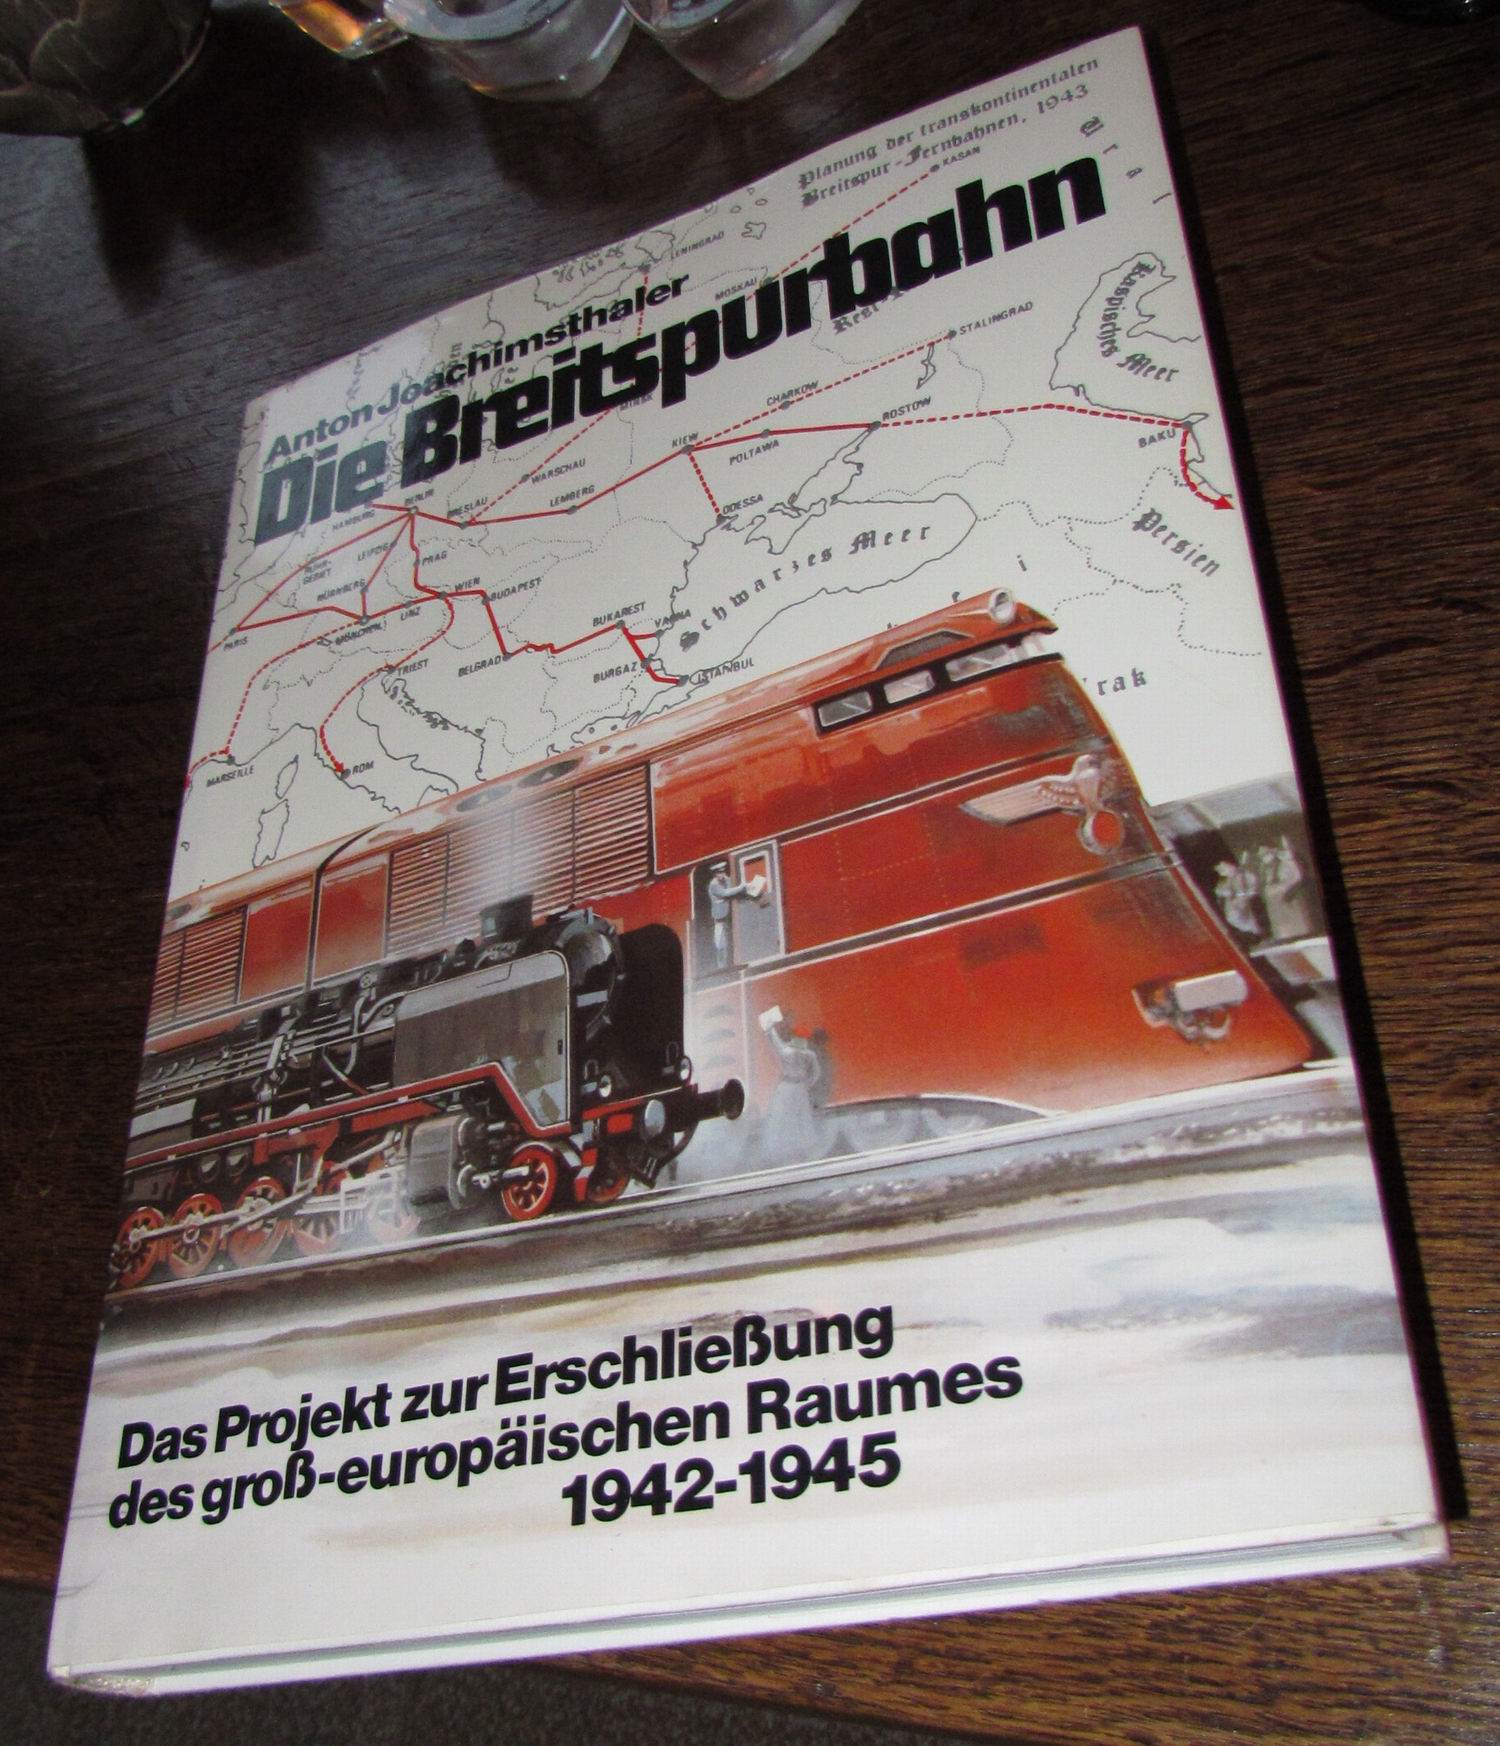 Planung der transkontinentalen
Breitspur-Fernbahnen, 1943
Anton Joachimsthaler
Die Breitspurbahn
KASAN
Ural
LENINGRAD
MOSKAU
STALINGRAD
Kaspisches Meer
MINSK
CHARKOW
ROSTOW
BAKU
KIEW
POLTAWA
WARSCHAU
LEMBERG
ODESSA
BERLIN
BRESLAU
HAMBURG
LEIPZIG
PRAG
RUHR-
GEBIET
NÜRNBERG
WIEN
BUDAPEST
LINZ
MÜNCHEN
PARIS
Schwarzes Meer
Persien
BUKAREST
VARNA
BELGRAD
BURGAZ
ISTANBUL
TRIEST
MARSEILLE
ROM
Das Projekt zur Erschließung
des groß-europäischen Raumes
1942-1945